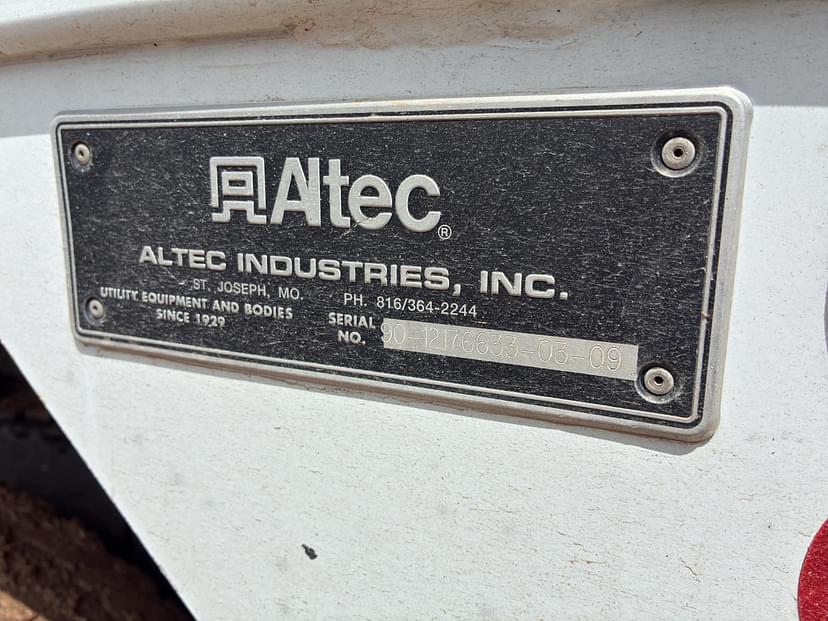 Altec®
ALTEC INDUSTRIES, INC.
ST. JOSEPH, MO. PH. 816/364-2244
UTILITY EQUIPMENT AND BODIES
SINCE 1929
SERIAL
NO. 90-12176633-03-09